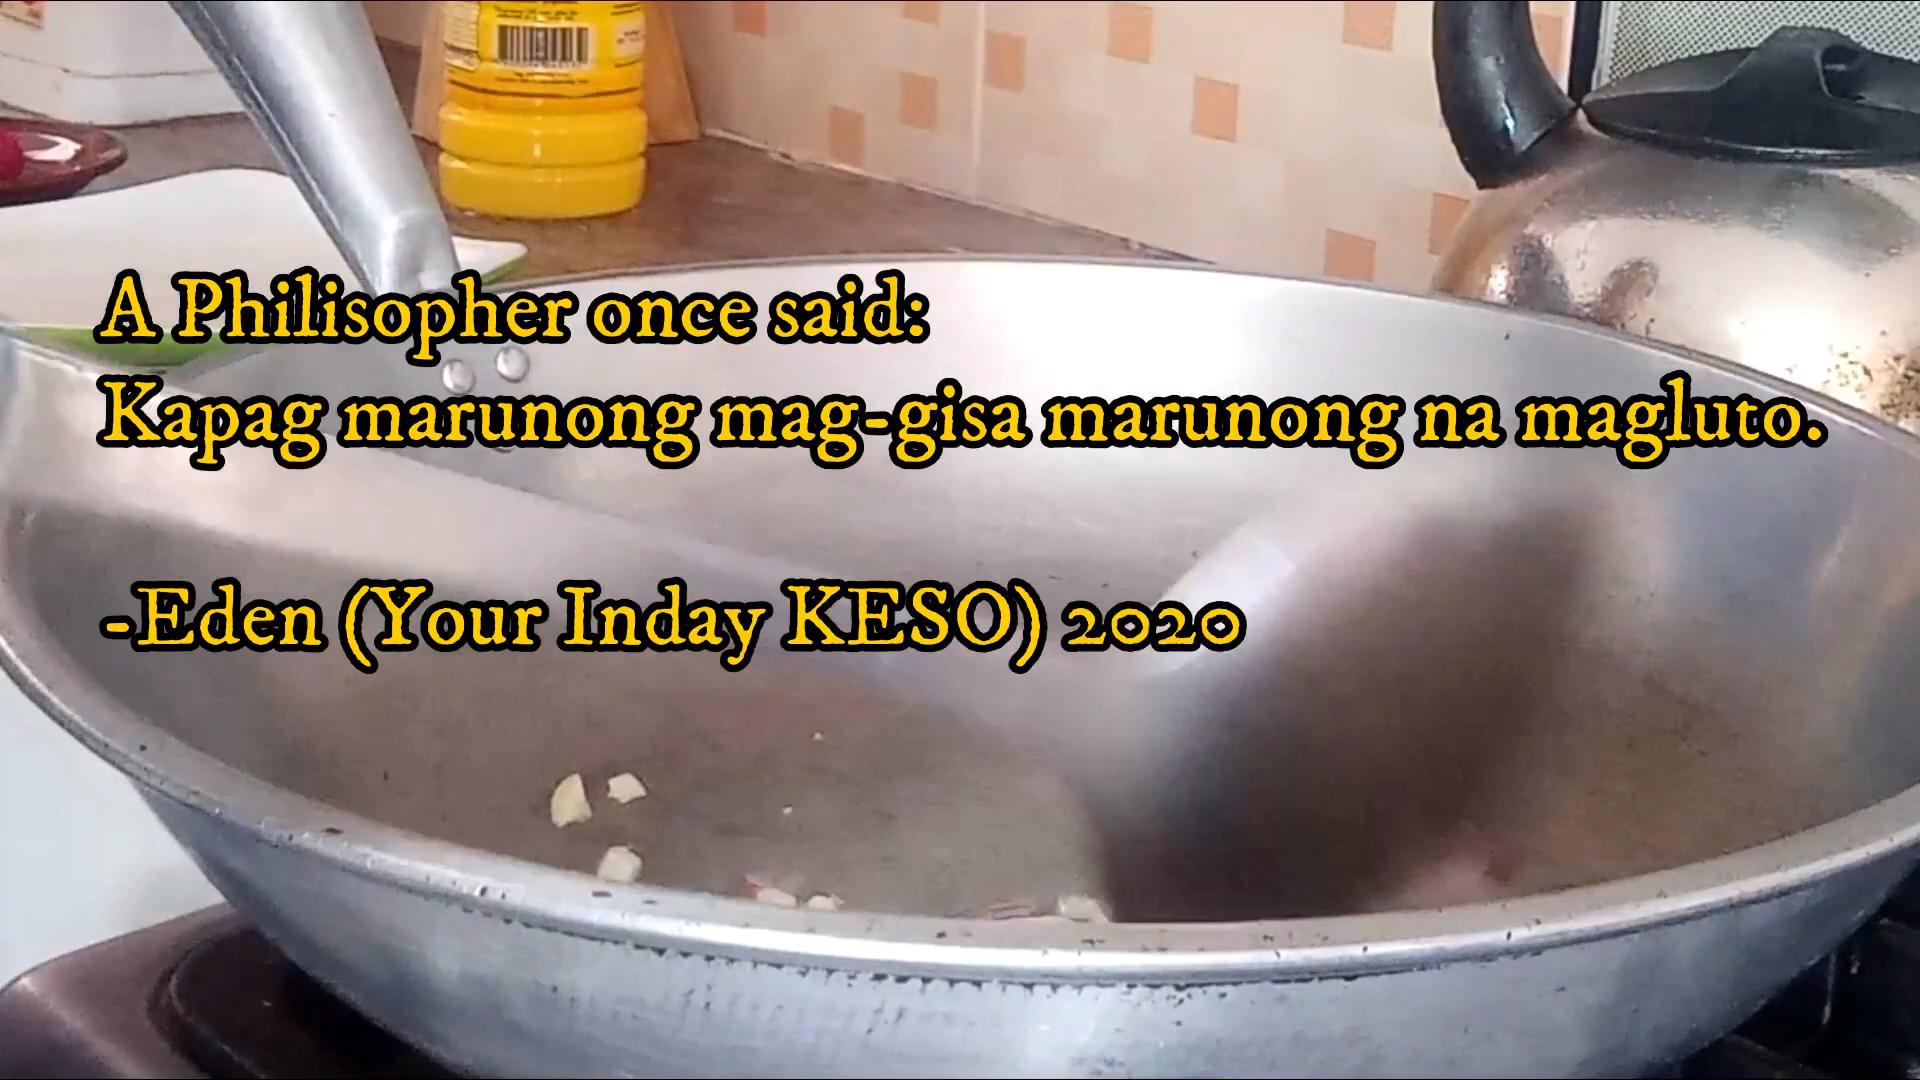 A Philisopher once said:
Kapag marunong mag-gisa marunong na magluto.
-Eden (Your Inday KESO) 2020